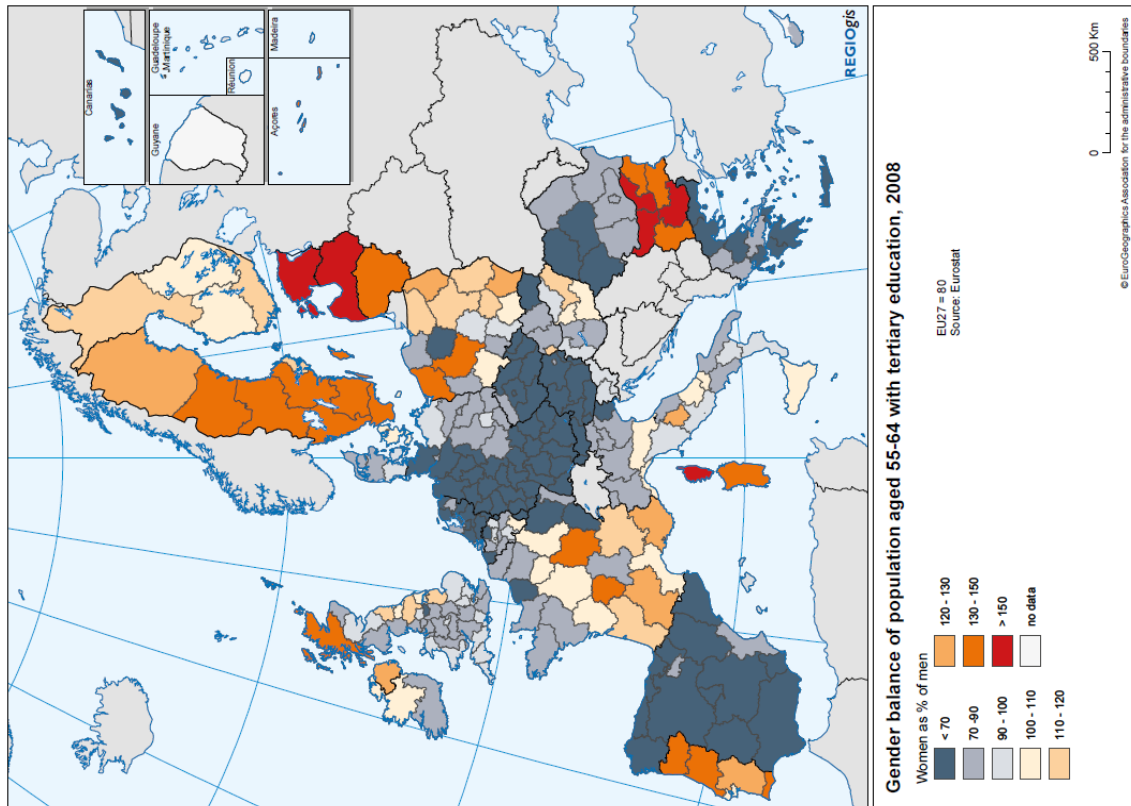 Canarias
Guyane
Guadeloupe
Martinique
Réunion
Açores
Madeira
REGIOgis
Gender balance of population aged 55-64 with tertiary education, 2008
Women as % of men
< 70
70 -90
90 - 100
100 - 110
110 - 120
120 - 130
130 - 150
> 150
no data
EU27 = 80
Source: Eurostat
0 500 Km
© EuroGeographics Association for the administrative boundaries